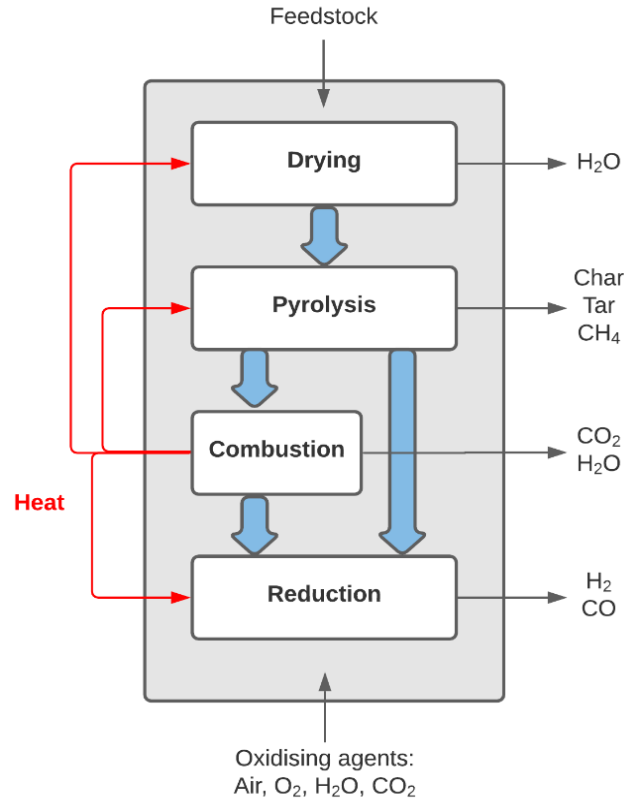 Feedstock
Drying
H₂O
Pyrolysis
Char
Tar
CH₄
Combustion
CO₂
H₂O
Heat
Reduction
H₂
CO
Oxidising agents:
Air, O₂, H₂O, CO₂